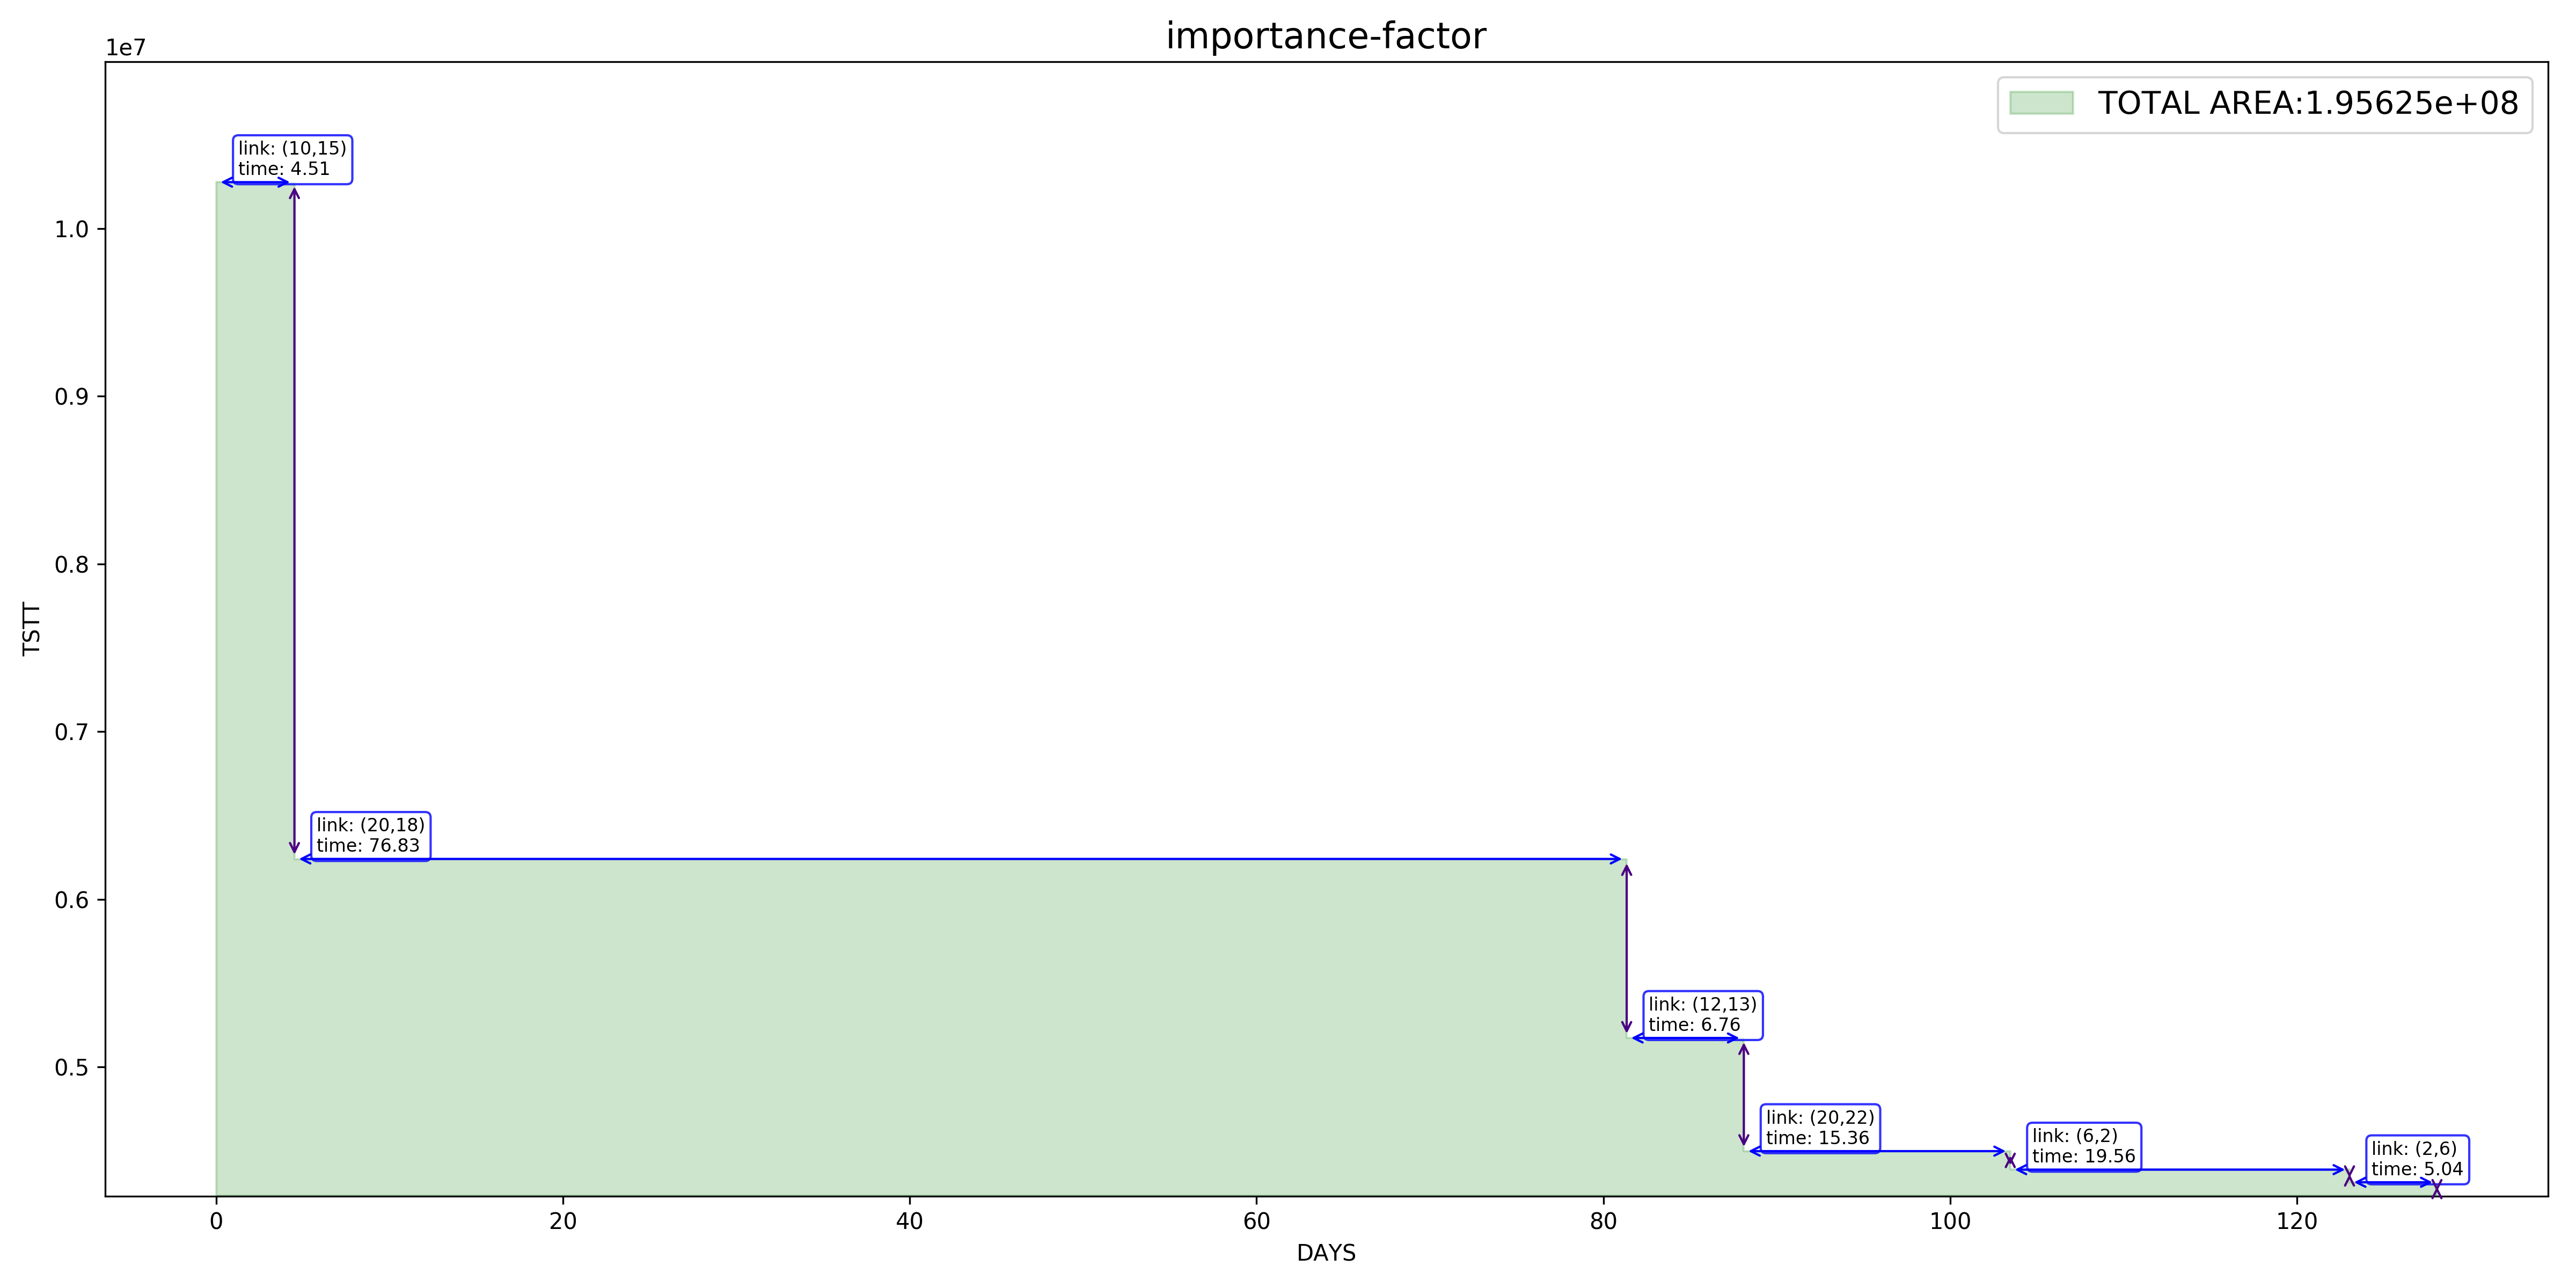 importance-factor
1e7
TOTAL AREA:1.95625e+08
link: (10,15)
time: 4.51
1.0
0.9
0.8
0.7
0.6
0.5
TSTT
link: (20,18)
time: 76.83
link: (12,13)
time: 6.76
link: (20,22)
time: 15.36
link: (6,2)
time: 19.56
link: (2,6)
time: 5.04
0 20 40 60 80 100 120
DAYS